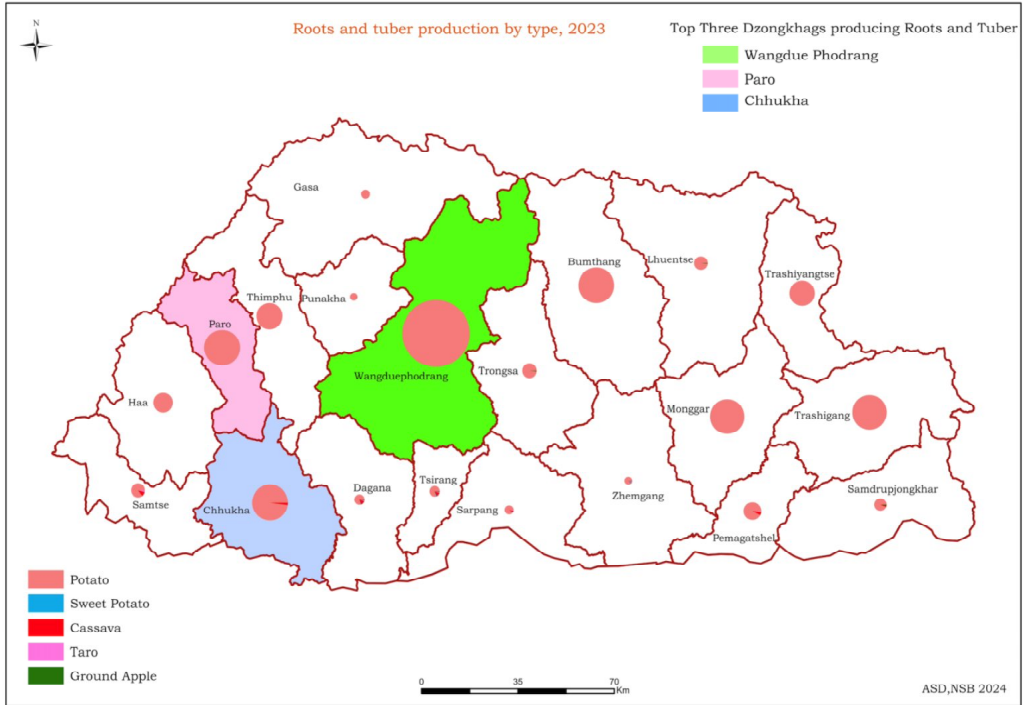 N
Roots and tuber production by type, 2023
Top Three Dzongkhags producing Roots and Tuber
Wangdue Phodrang
Paro
Chhukha
Gasa
Bumthang
Lhuentse
Trashiyangtse
Thimphu
Punakha
Paro
Wangduephodrang
Trongsa
Haa
Monggar
Trashigang
Dagana
Tsirang
Samtse
Chhukha
Sarpang
Zhemgang
Samdrupjongkhar
Pemagatshel
Potato
Sweet Potato
Cassava
Taro
Ground Apple
0 35 70
Km
ASD,NSB 2024